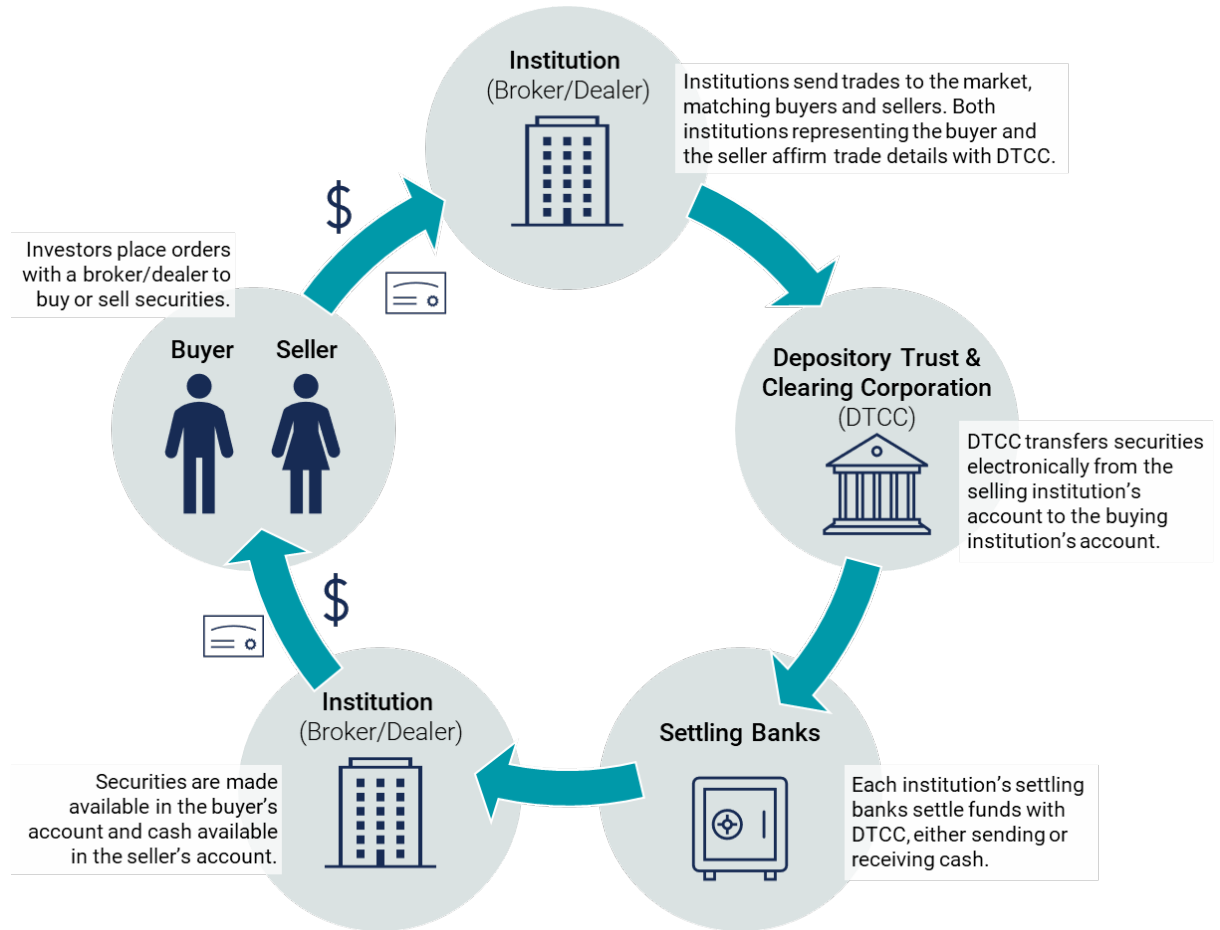 Institution
(Broker/Dealer)
Institutions send trades to the market,
matching buyers and sellers. Both
institutions representing the buyer and
the seller affirm trade details with DTCC.
$
Investors place orders
with a broker/dealer to
buy or sell securities.
Buyer Seller
Depository Trust &
Clearing Corporation
(DTCC)
DTCC transfers securities
electronically from the
selling institution's
account to the buying
institution's account.
$
Institution
(Broker/Dealer)
Securities are made
available in the buyer's
account and cash available
in the seller's account.
Settling Banks
Each institution's settling
banks settle funds with
DTCC, either sending or
receiving cash.